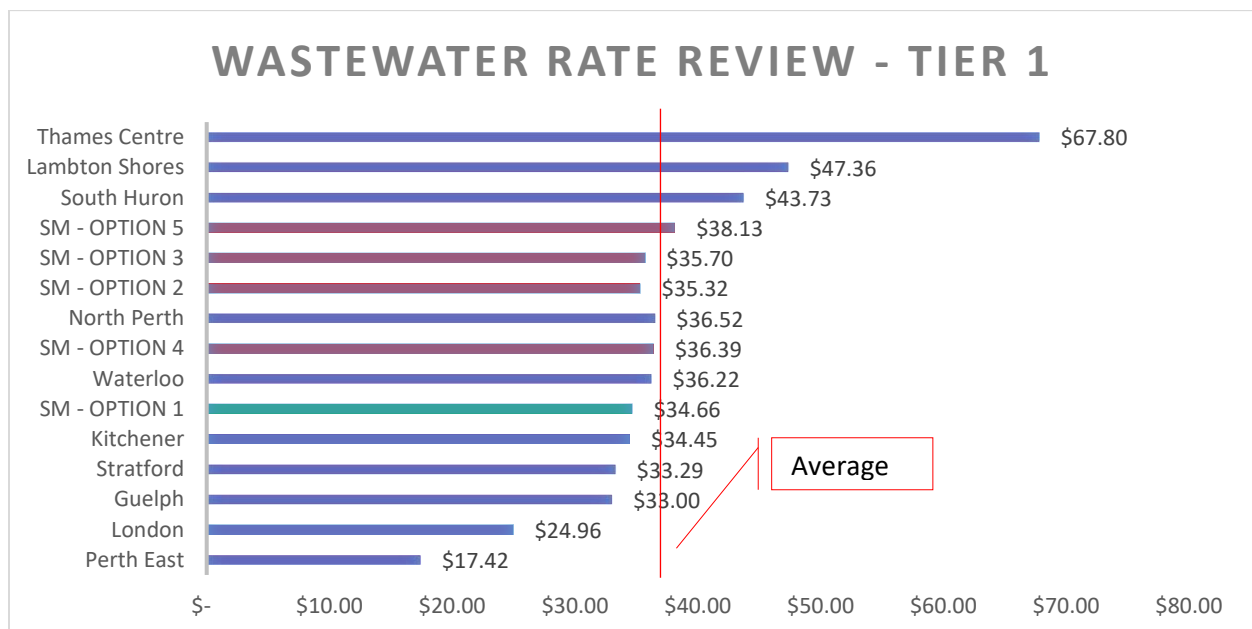 WASTEWATER RATE REVIEW - TIER 1
Thames Centre $67.80
Lambton Shores $47.36
South Huron $43.73
SM - OPTION 5 $38.13
SM - OPTION 3 $35.70
SM - OPTION 2 $35.32
North Perth $36.52
SM - OPTION 4 $36.39
Waterloo $36.22
SM - OPTION 1 $34.66
Kitchener $34.45
Stratford $33.29
Average
Guelph $33.00
London $24.96
Perth East $17.42
$- $10.00 $20.00 $30.00 $40.00 $50.00 $60.00 $70.00 $80.00